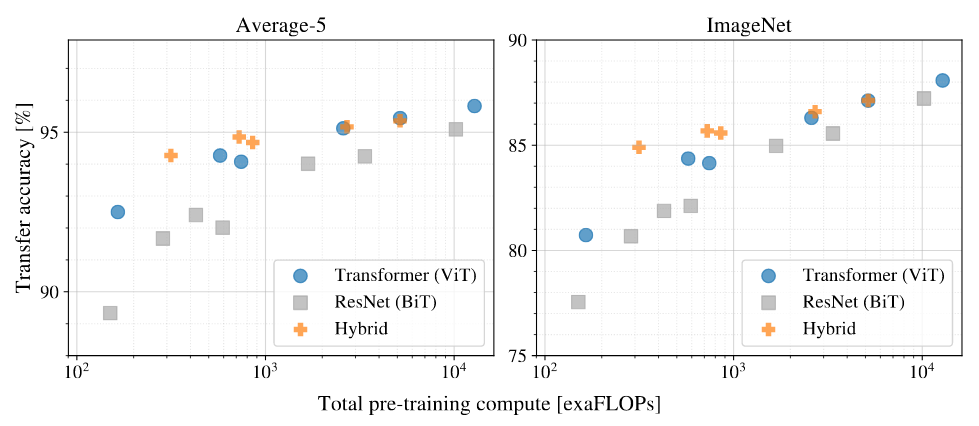 Average-5
ImageNet
Transfer accuracy [%]
95
90
10²
10³
10⁴
Transformer (ViT)
ResNet (BiT)
Hybrid
90
85
80
75
10²
10³
10⁴
Transformer (ViT)
ResNet (BiT)
Hybrid
Total pre-training compute [exaFLOPs]